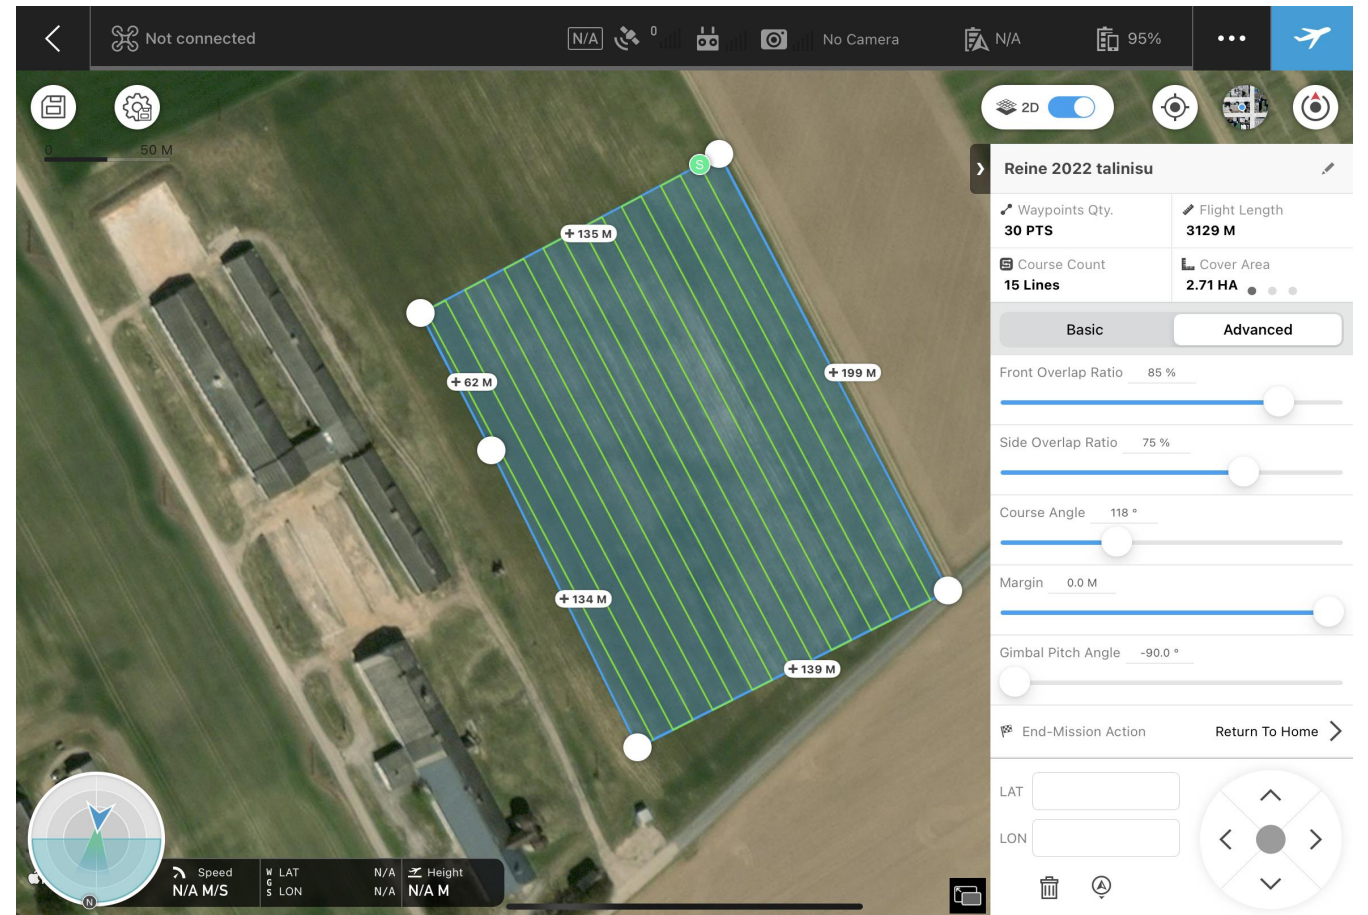 Not connected
N/A
0
No Camera
N/A
95%
2D
0 50 M
S
+ 135 M
+ 62 M
+ 199 M
+ 134 M
+ 139 M
Reine 2022 talinisu
Waypoints Qty.
30 PTS
Flight Length
3129 M
Course Count
15 Lines
Cover Area
2.71 HA
Basic
Advanced
Front Overlap Ratio 85 %
Side Overlap Ratio 75 %
Course Angle 118 °
Margin 0.0 M
Gimbal Pitch Angle -90.0 °
End-Mission Action Return To Home
LAT
LON
N
Speed
N/A M/S
WGS
LAT N/A
LON N/A
Height
N/A M